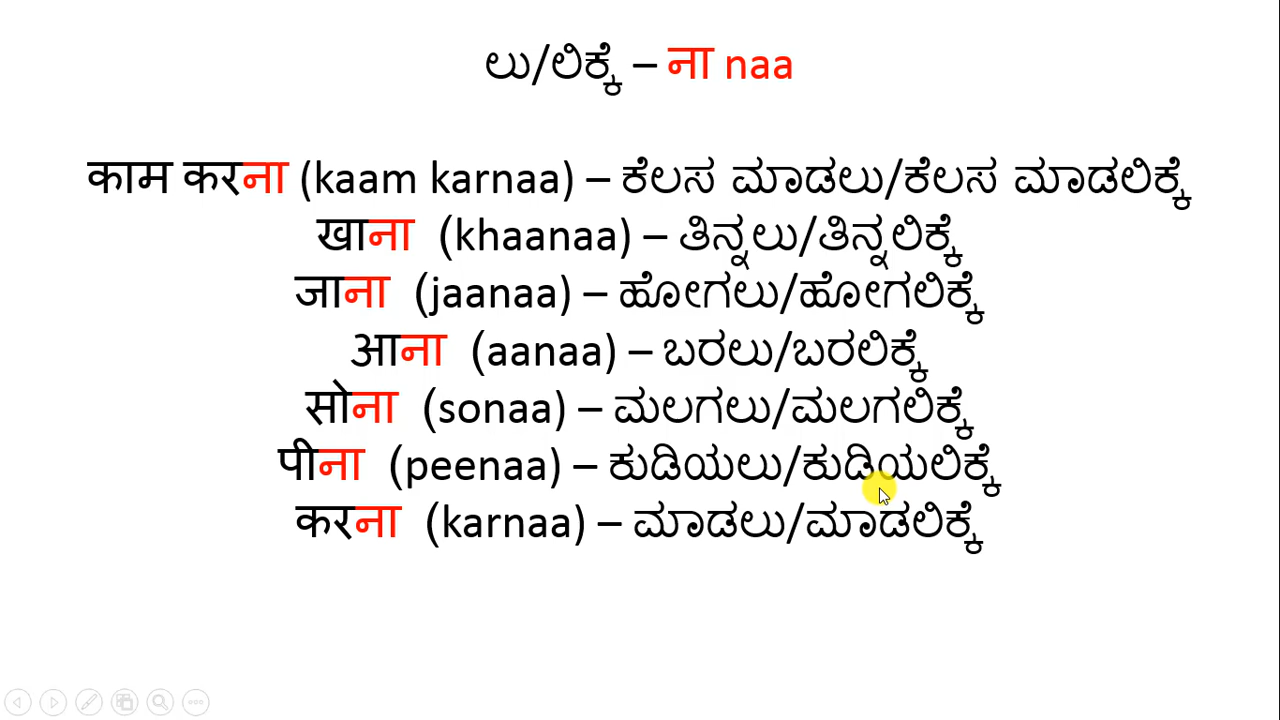 ಲು/ಲಿಕ್ಕೆ – ना naa
काम करना (kaam karnaa) – ಕೆಲಸ ಮಾಡಲು/ಕೆಲಸ ಮಾಡಲಿಕ್ಕೆ
खाना (khaanaa) – ತಿನ್ನಲು/ತಿನ್ನಲಿಕ್ಕೆ
जाना (jaanaa) – ಹೋಗಲು/ಹೋಗಲಿಕ್ಕೆ
आना (aanaa) – ಬರಲು/ಬರಲಿಕ್ಕೆ
सोना (sonaa) – ಮಲಗಲು/ಮಲಗಲಿಕ್ಕೆ
पीना (peenaa) – ಕುಡಿಯಲು/ಕುಡಿಯಲಿಕ್ಕೆ
करना (karnaa) – ಮಾಡಲು/ಮಾಡಲಿಕ್ಕೆ